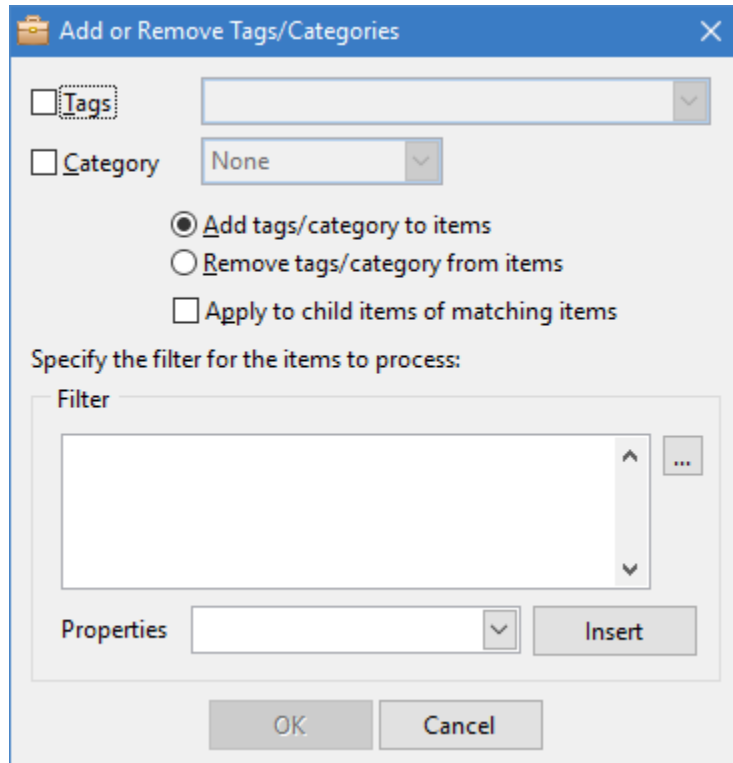 Add or Remove Tags/Categories
Tags
Category None
Add tags/category to items
Remove tags/category from items
Apply to child items of matching items
Specify the filter for the items to process:
Filter
...
Properties Insert
OK Cancel